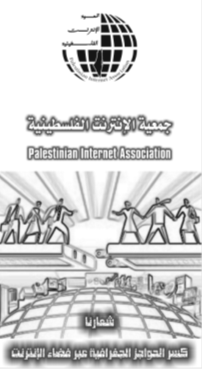 جمعية الإنترنت الفلسطينية
Palestinian Internet Association
شعارنا
كسر الحواجز الجغرافية عبر فضاء الإنترنت